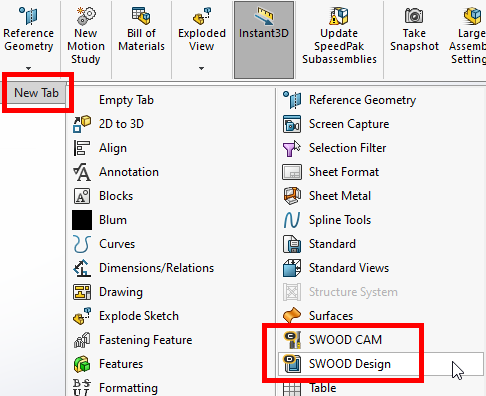 Reference
Geometry
New
Motion
Study
Bill of
Materials
Exploded
View
Instant3D
Update
SpeedPak
Subassemblies
Take
Snapshot
Large
Assemb
Setting
New Tab
Empty Tab
2D to 3D
Align
Annotation
Blocks
Blum
Curves
Dimensions/Relations
Drawing
Explode Sketch
Fastening Feature
Features
Formatting
Reference Geometry
Screen Capture
Selection Filter
Sheet Format
Sheet Metal
Spline Tools
Standard
Standard Views
Structure System
Surfaces
SWOOD CAM
SWOOD Design
Table